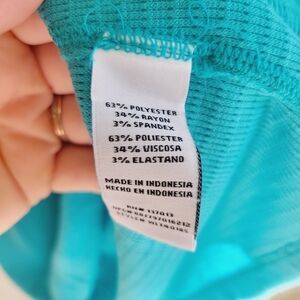 63% POLYESTER
34% RAYON
3% SPANDEX
63% POLIESTER
34% VISCOSA
3% ELASTANO
MADE IN INDONESIA
HECHO EN INDONESIA